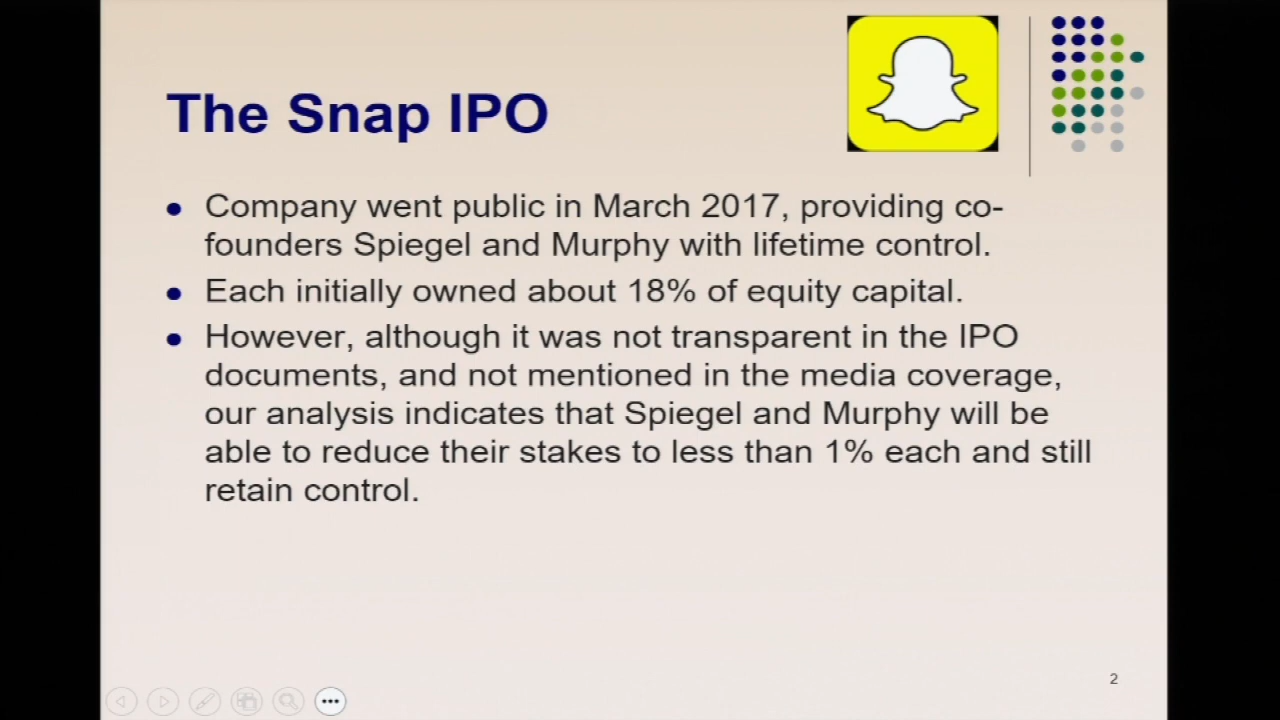 The Snap IPO
Company went public in March 2017, providing co-
founders Spiegel and Murphy with lifetime control.
Each initially owned about 18% of equity capital.
However, although it was not transparent in the IPO
documents, and not mentioned in the media coverage,
our analysis indicates that Spiegel and Murphy will be
able to reduce their stakes to less than 1% each and still
retain control.
2